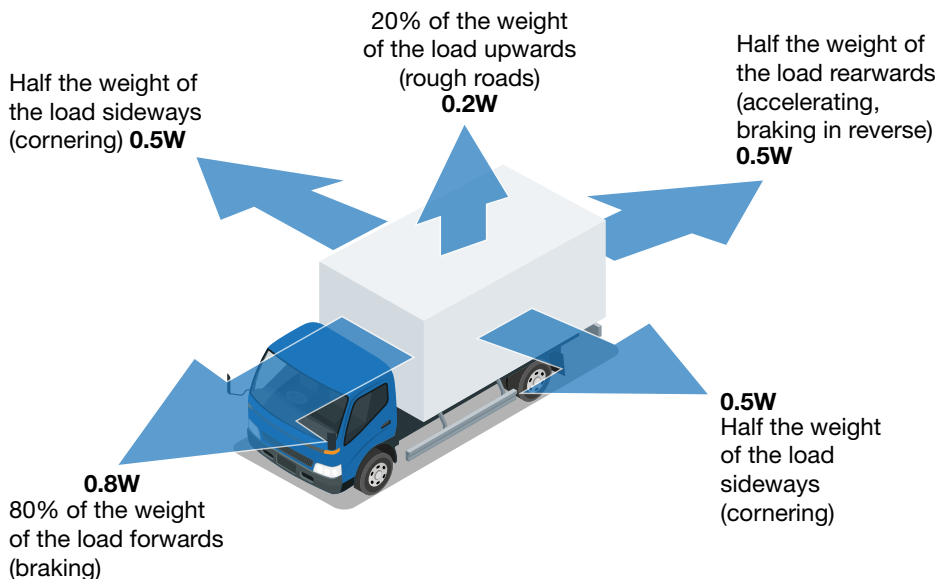 20% of the weight
of the load upwards
(rough roads)
0.2W
Half the weight of
the load sideways
(cornering) 0.5W
Half the weight of
the load rearwards
(accelerating,
braking in reverse)
0.5W
0.8W
80% of the weight
of the load forwards
(braking)
0.5W
Half the weight
of the load
sideways
(cornering)